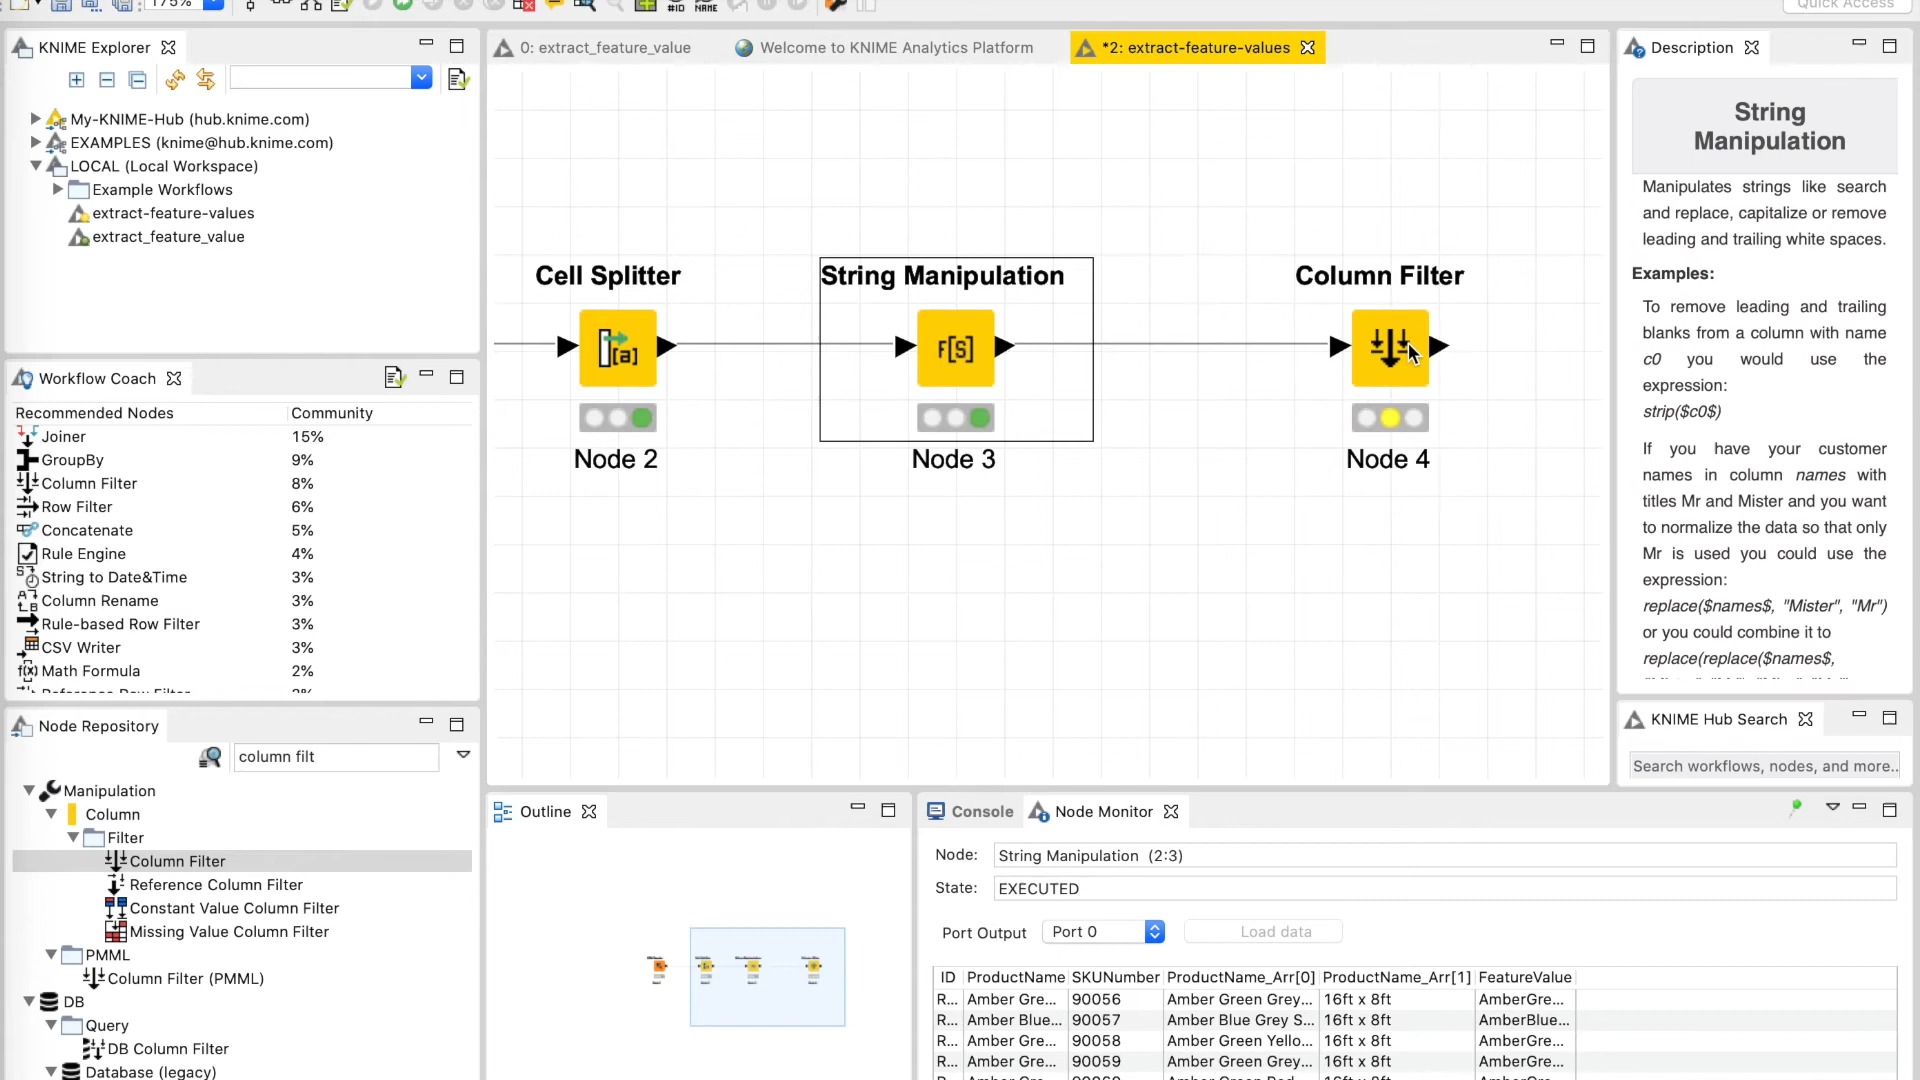 175%
#ID
NAME
Quick Access
KNIME Explorer
My-KNIME-Hub (hub.knime.com)
EXAMPLES (knime@hub.knime.com)
LOCAL (Local Workspace)
Example Workflows
extract-feature-values
extract_feature_value
Workflow Coach
Recommended Nodes Community
Joiner 15%
GroupBy 9%
Column Filter 8%
Row Filter 6%
Concatenate 5%
Rule Engine 4%
String to Date&Time 3%
Column Rename 3%
Rule-based Row Filter 3%
CSV Writer 3%
Math Formula 2%
Node Repository
column filt
Manipulation
Column
Filter
Column Filter
Reference Column Filter
Constant Value Column Filter
Missing Value Column Filter
PMML
Column Filter (PMML)
DB
Query
DB Column Filter
Database (legacy)
0: extract_feature_value
Welcome to KNIME Analytics Platform
*2: extract-feature-values
Cell Splitter
String Manipulation
Column Filter
[a]
F[S]
Node 2
Node 3
Node 4
Outline
Console
Node Monitor
Node: String Manipulation (2:3)
State: EXECUTED
Port Output Port 0 Load data
ID ProductName SKUNumber ProductName_Arr[0] ProductName_Arr[1] FeatureValue
R... Amber Gre... 90056 Amber Green Grey... 16ft x 8ft AmberGre...
R... Amber Blue... 90057 Amber Blue Grey S... 16ft x 8ft AmberBlue...
R... Amber Gre... 90058 Amber Green Yello... 16ft x 8ft AmberGre...
R... Amber Gre... 90059 Amber Green Grey... 16ft x 8ft AmberGre...
Description
String
Manipulation
Manipulates strings like search
and replace, capitalize or remove
leading and trailing white spaces.
Examples:
To remove leading and trailing
blanks from a column with name
c0 you would use the
expression:
strip($c0$)
If you have your customer
names in column names with
titles Mr and Mister and you want
to normalize the data so that only
Mr is used you could use the
expression:
replace($names$, "Mister", "Mr")
or you could combine it to
replace(replace($names$,
KNIME Hub Search
Search workflows, nodes, and more..